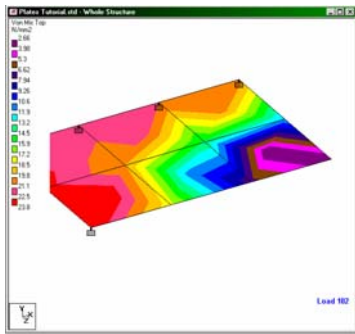 Plates Tutorial.std - Whole Structure
Von Mis Top
N/mm2
2.66
3.98
5.3
6.62
7.94
9.26
10.6
11.9
13.2
14.5
15.9
17.2
18.5
19.8
21.1
22.5
23.8
Load 102
Y
X
Z